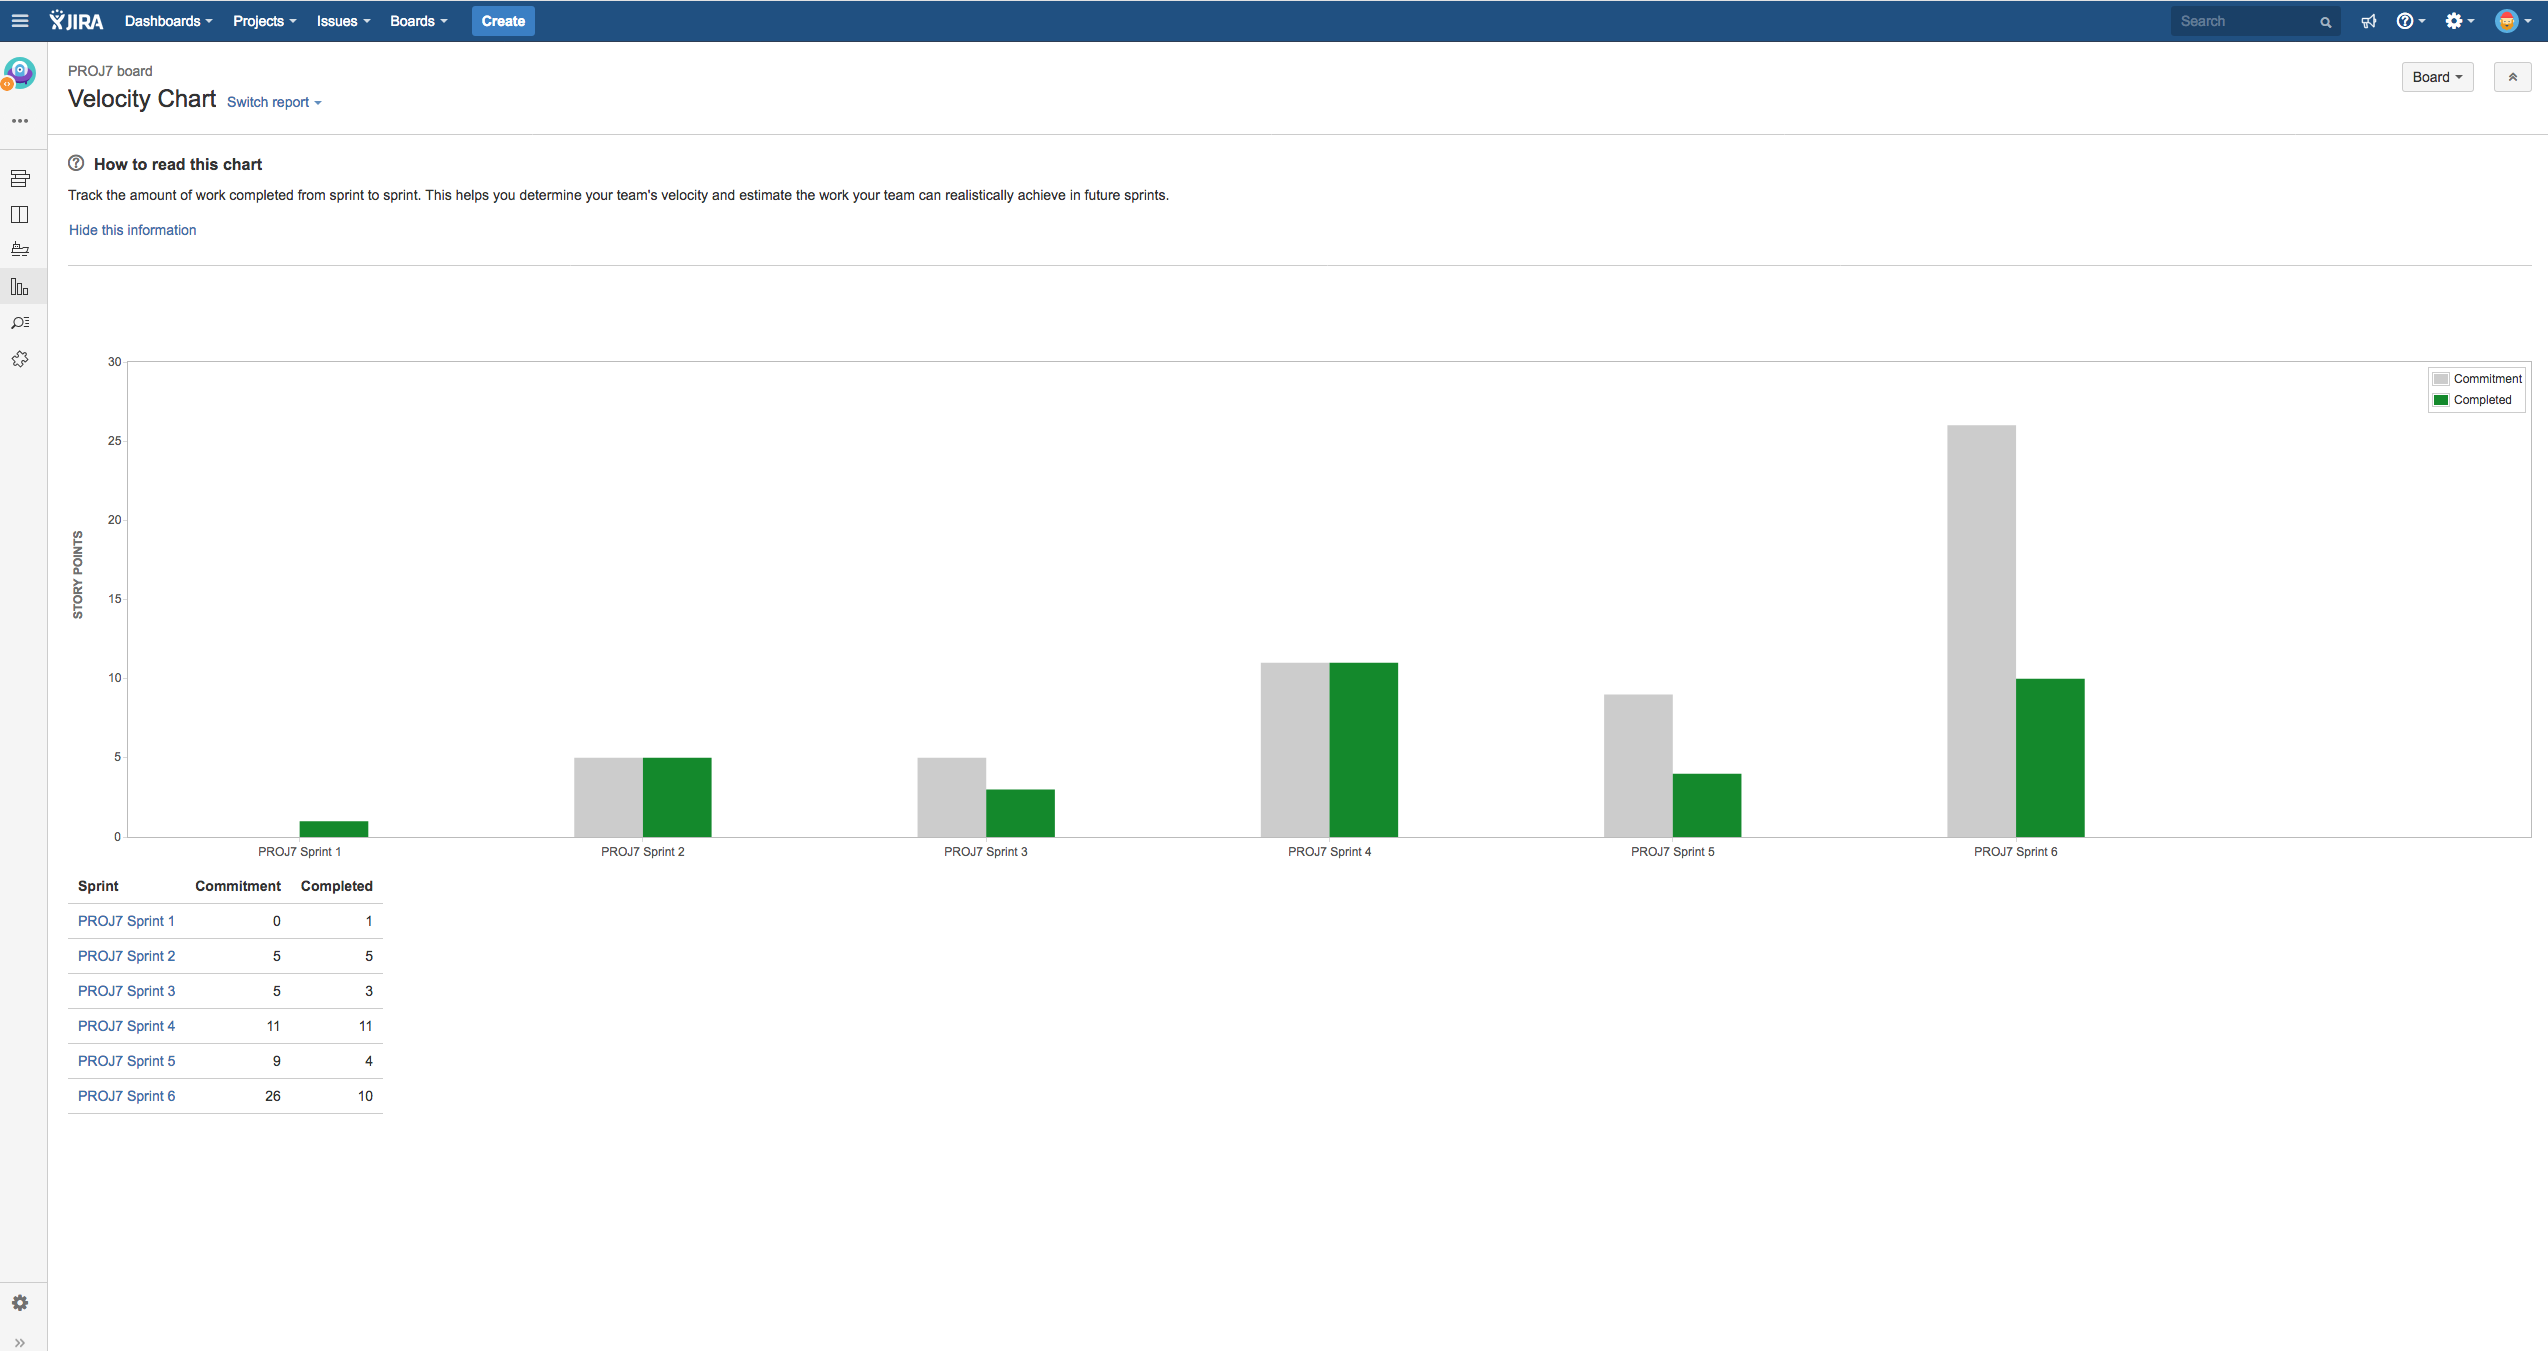 JIRA Dashboards Projects Issues Boards Create Search
PROJ7 board
Velocity Chart Switch report
Board
How to read this chart
Track the amount of work completed from sprint to sprint. This helps you determine your team's velocity and estimate the work your team can realistically achieve in future sprints.
Hide this information
30
25
20
15
10
5
0
STORY POINTS
Commitment
Completed
PROJ7 Sprint 1 PROJ7 Sprint 2 PROJ7 Sprint 3 PROJ7 Sprint 4 PROJ7 Sprint 5 PROJ7 Sprint 6
Sprint Commitment Completed
PROJ7 Sprint 1 0 1
PROJ7 Sprint 2 5 5
PROJ7 Sprint 3 5 3
PROJ7 Sprint 4 11 11
PROJ7 Sprint 5 9 4
PROJ7 Sprint 6 26 10